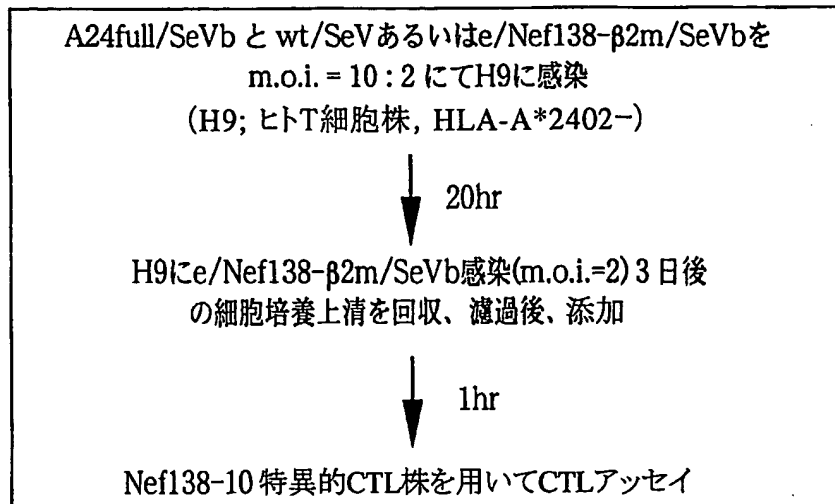 A24full/SeVb と wt/SeVあるいはe/Nef138-β2m/SeVbを
m.o.i. = 10 : 2 にてH9に感染
(H9; ヒトT細胞株, HLA-A*2402−)
20hr
H9にe/Nef138-β2m/SeVb感染(m.o.i.=2) 3 日後
の細胞培養上清を回収、濾過後、添加
1hr
Nef138-10 特異的CTL株を用いてCTLアッセイ